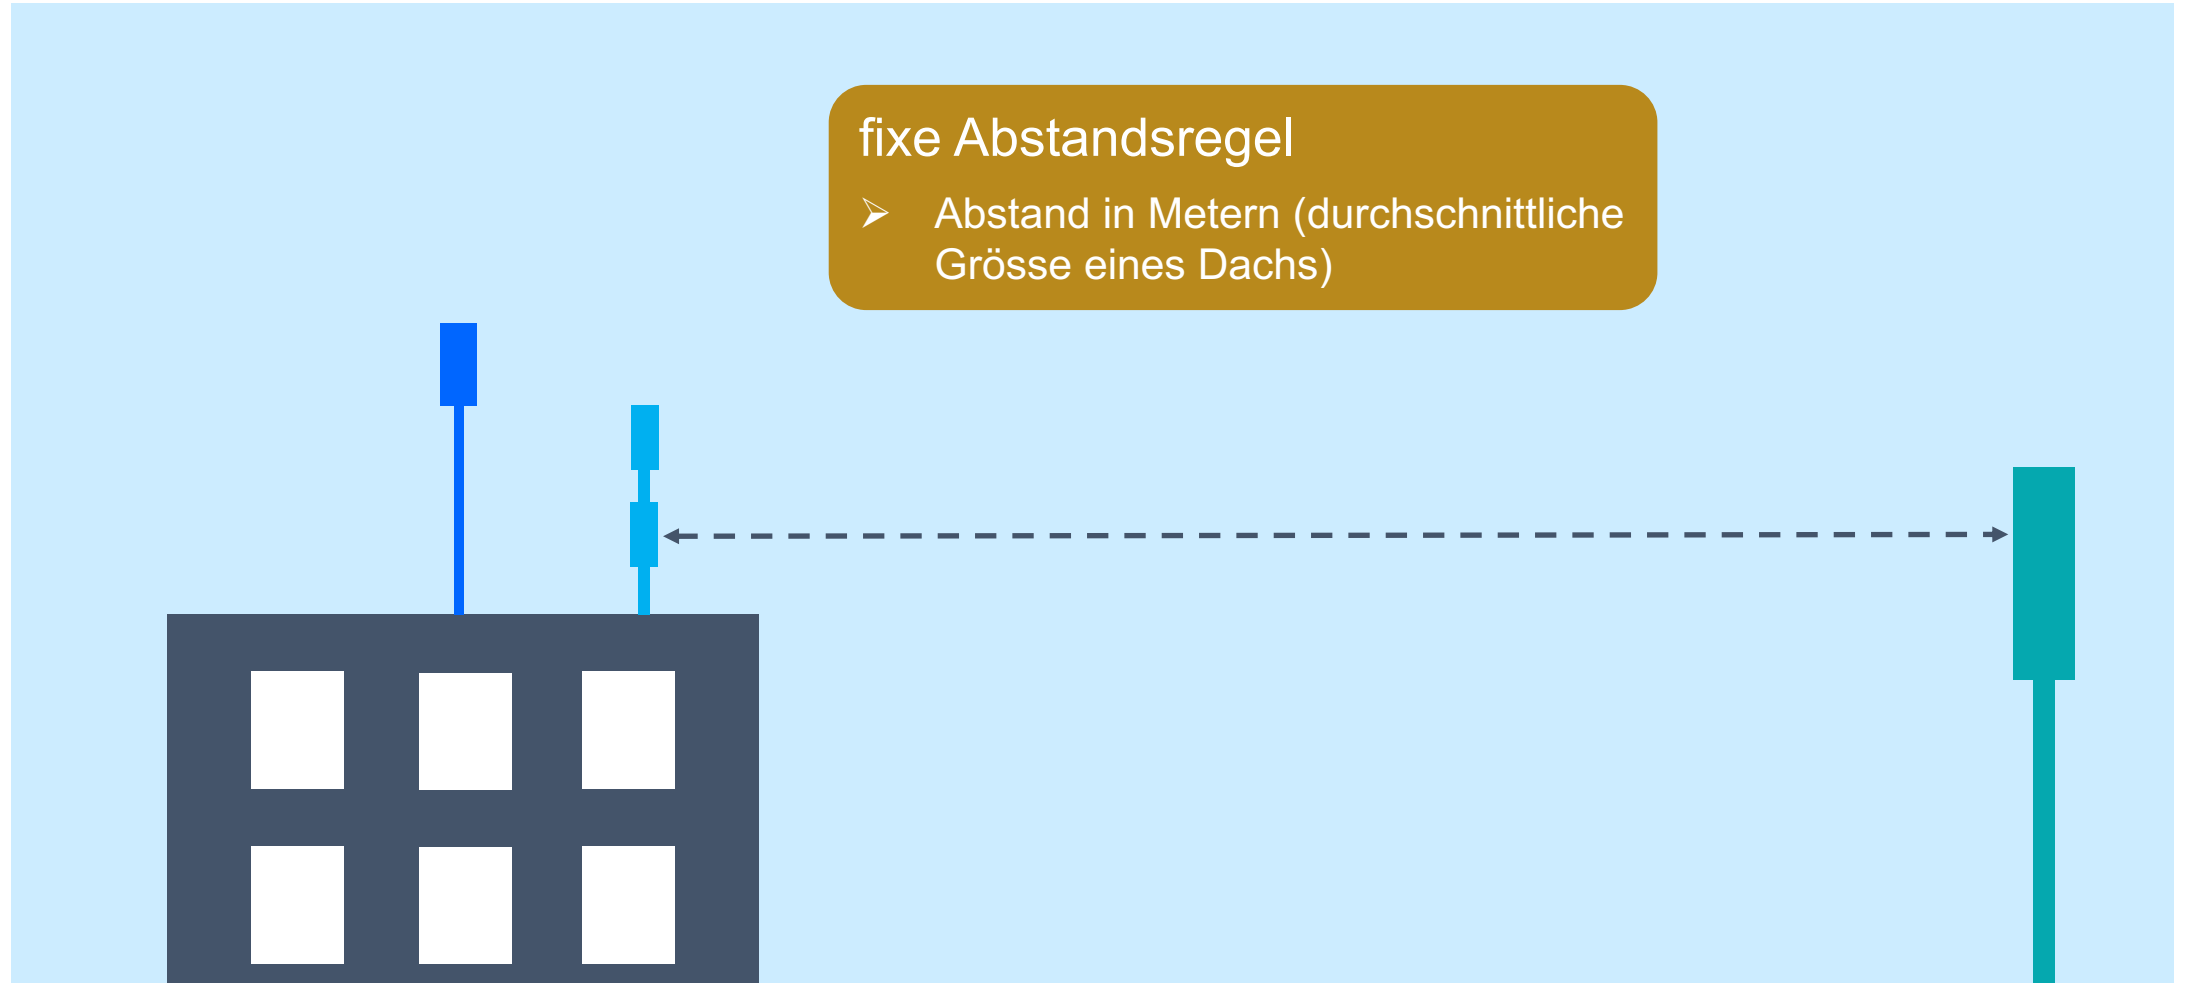 fixe Abstandsregel
➢ Abstand in Metern (durchschnittliche
Grösse eines Dachs)